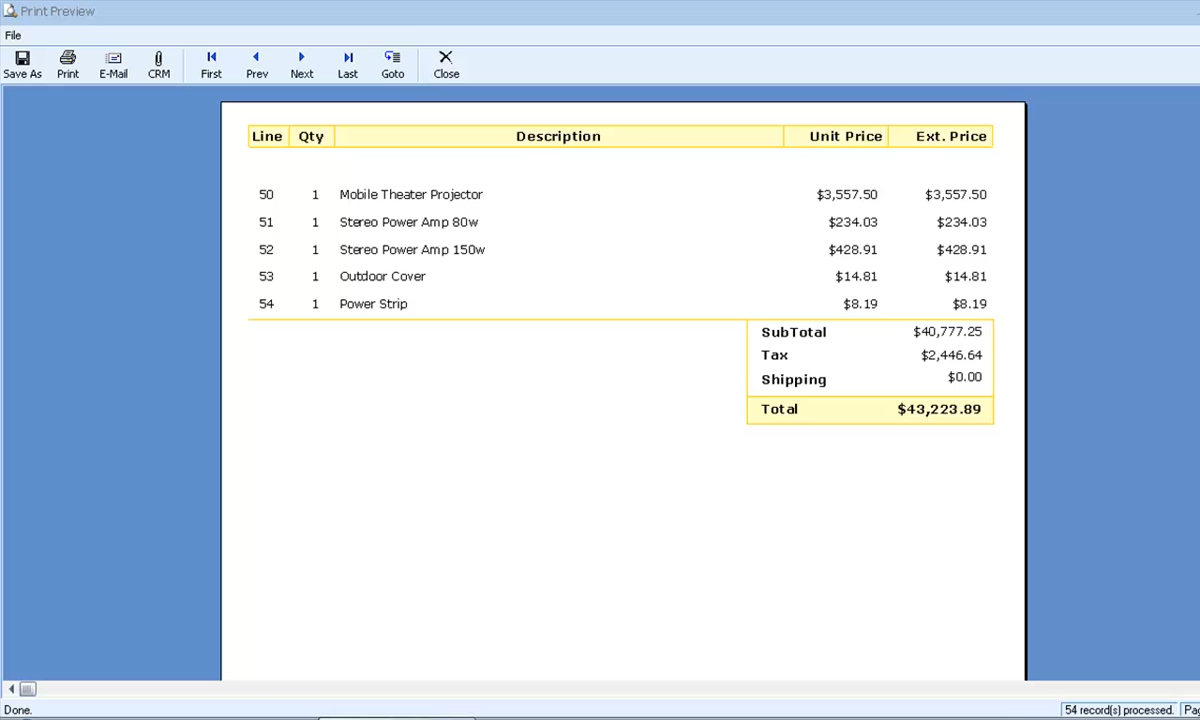 Print Preview
File
Save As Print E-Mail CRM First Prev Next Last Goto Close
Line Qty Description Unit Price Ext. Price
50 1 Mobile Theater Projector $3,557.50 $3,557.50
51 1 Stereo Power Amp 80w $234.03 $234.03
52 1 Stereo Power Amp 150w $428.91 $428.91
53 1 Outdoor Cover $14.81 $14.81
54 1 Power Strip $8.19 $8.19
SubTotal $40,777.25
Tax $2,446.64
Shipping $0.00
Total $43,223.89
Done. 54 record(s) processed. Pag